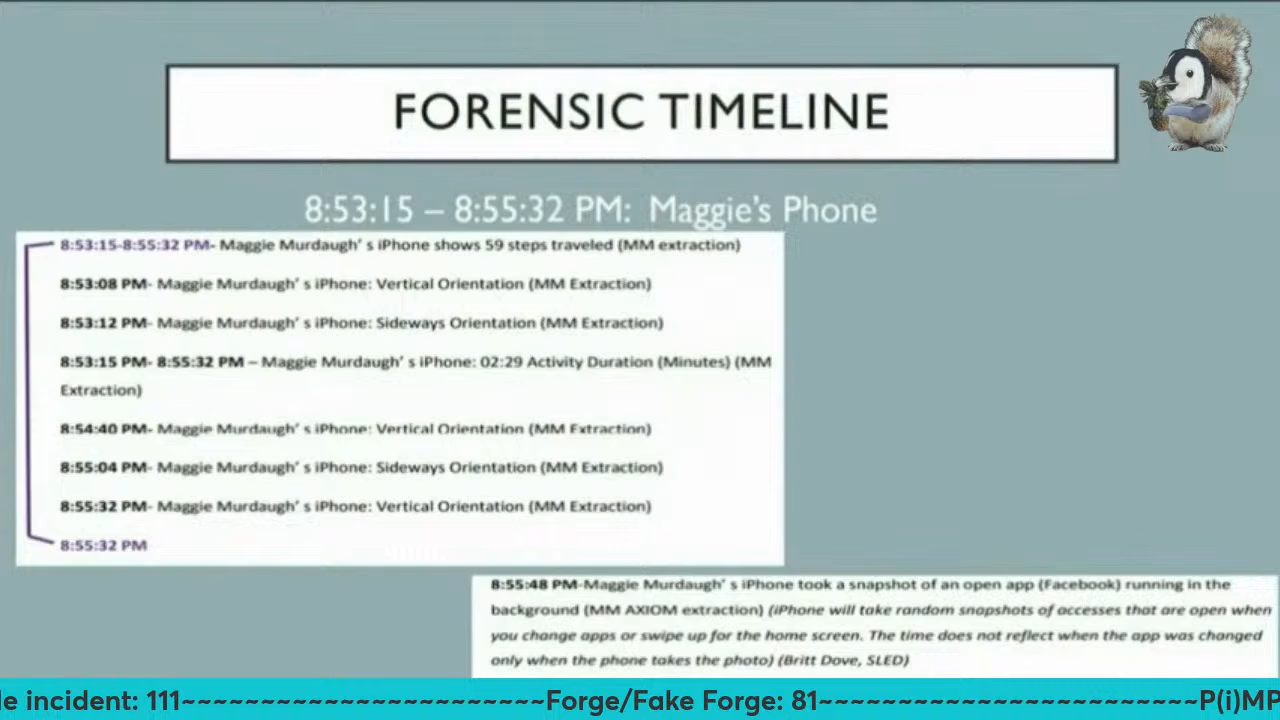 FORENSIC TIMELINE
8:53:15 – 8:55:32 PM: Maggie's Phone
8:53:15-8:55:32 PM- Maggie Murdaugh' s iPhone shows 59 steps traveled (MM extraction)
8:53:08 PM- Maggie Murdaugh' s iPhone: Vertical Orientation (MM Extraction)
8:53:12 PM- Maggie Murdaugh' s iPhone: Sideways Orientation (MM Extraction)
8:53:15 PM- 8:55:32 PM – Maggie Murdaugh' s iPhone: 02:29 Activity Duration (Minutes) (MM
Extraction)
8:54:40 PM- Maggie Murdaugh' s iPhone: Vertical Orientation (MM Extraction)
8:55:04 PM- Maggie Murdaugh' s iPhone: Sideways Orientation (MM Extraction)
8:55:32 PM- Maggie Murdaugh' s iPhone: Vertical Orientation (MM Extraction)
8:55:32 PM
8:55:48 PM-Maggie Murdaugh' s iPhone took a snapshot of an open app (Facebook) running in the
background (MM AXIOM extraction) (iPhone will take random snapshots of accesses that are open when
you change apps or swipe up for the home screen. The time does not reflect when the app was changed
only when the phone takes the photo) (Britt Dove, SLED)
le incident: 111~~~~~~~~~~~~~~~~~~~~~~~Forge/Fake Forge: 81~~~~~~~~~~~~~~~~~~~~~~~~P(i)MP